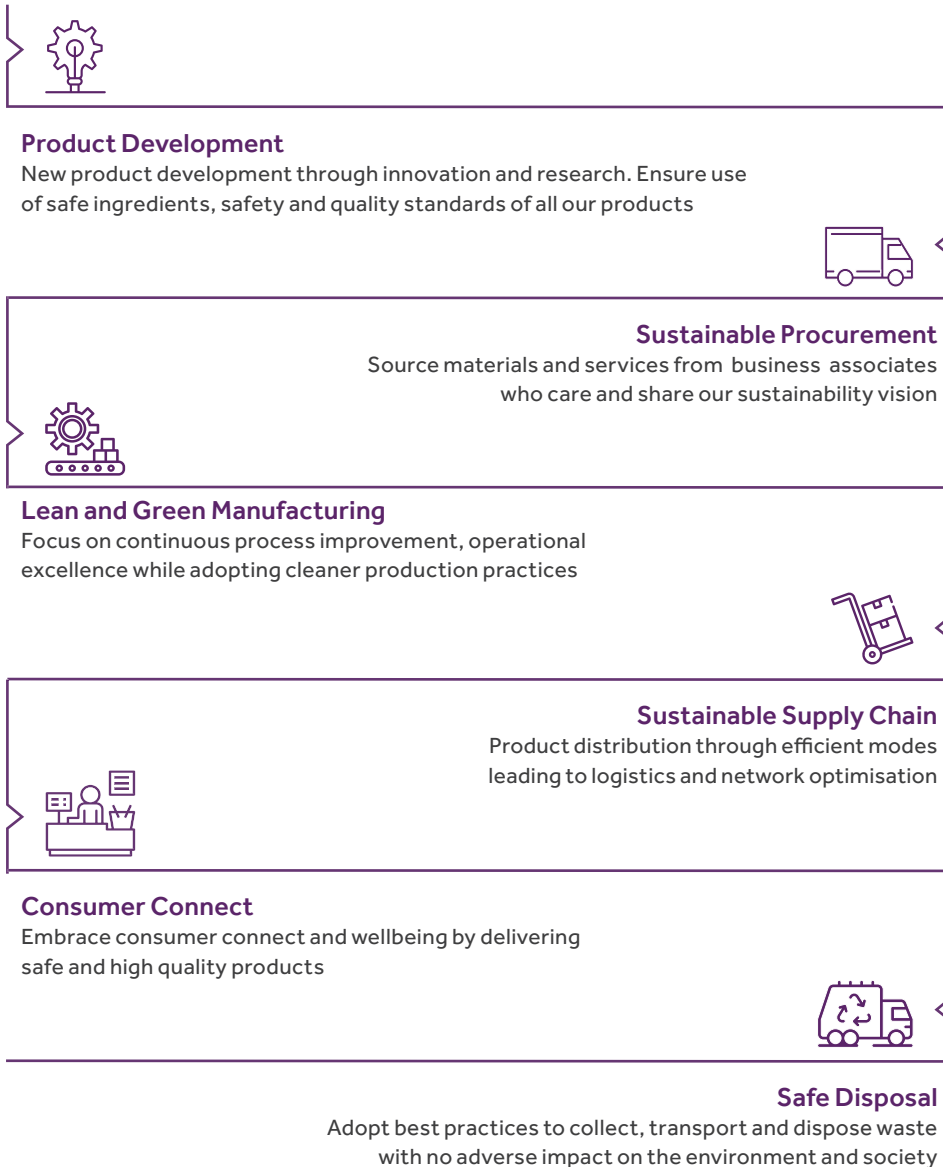 Product Development
New product development through innovation and research. Ensure use
of safe ingredients, safety and quality standards of all our products
Sustainable Procurement
Source materials and services from business associates
who care and share our sustainability vision
Lean and Green Manufacturing
Focus on continuous process improvement, operational
excellence while adopting cleaner production practices
Sustainable Supply Chain
Product distribution through efficient modes
leading to logistics and network optimisation
Consumer Connect
Embrace consumer connect and wellbeing by delivering
safe and high quality products
Safe Disposal
Adopt best practices to collect, transport and dispose waste
with no adverse impact on the environment and society